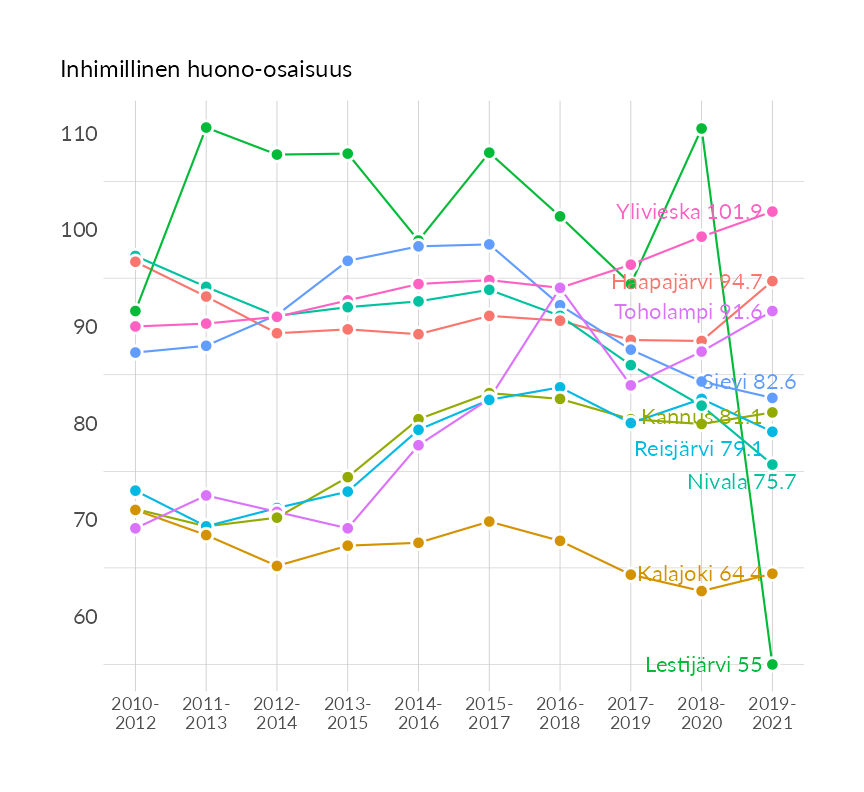 Inhimillinen huono-osaisuus
110
100
90
80
70
60
Ylivieska 101.9
Haapajärvi 94.7
Toholampi 91.6
Sievi 82.6
Kannus 81.1
Reisjärvi 79.1
Nivala 75.7
Kalajoki 64.4
Lestijärvi 55
2010- 2011- 2012- 2013- 2014- 2015- 2016- 2017- 2018- 2019-
2012 2013 2014 2015 2016 2017 2018 2019 2020 2021